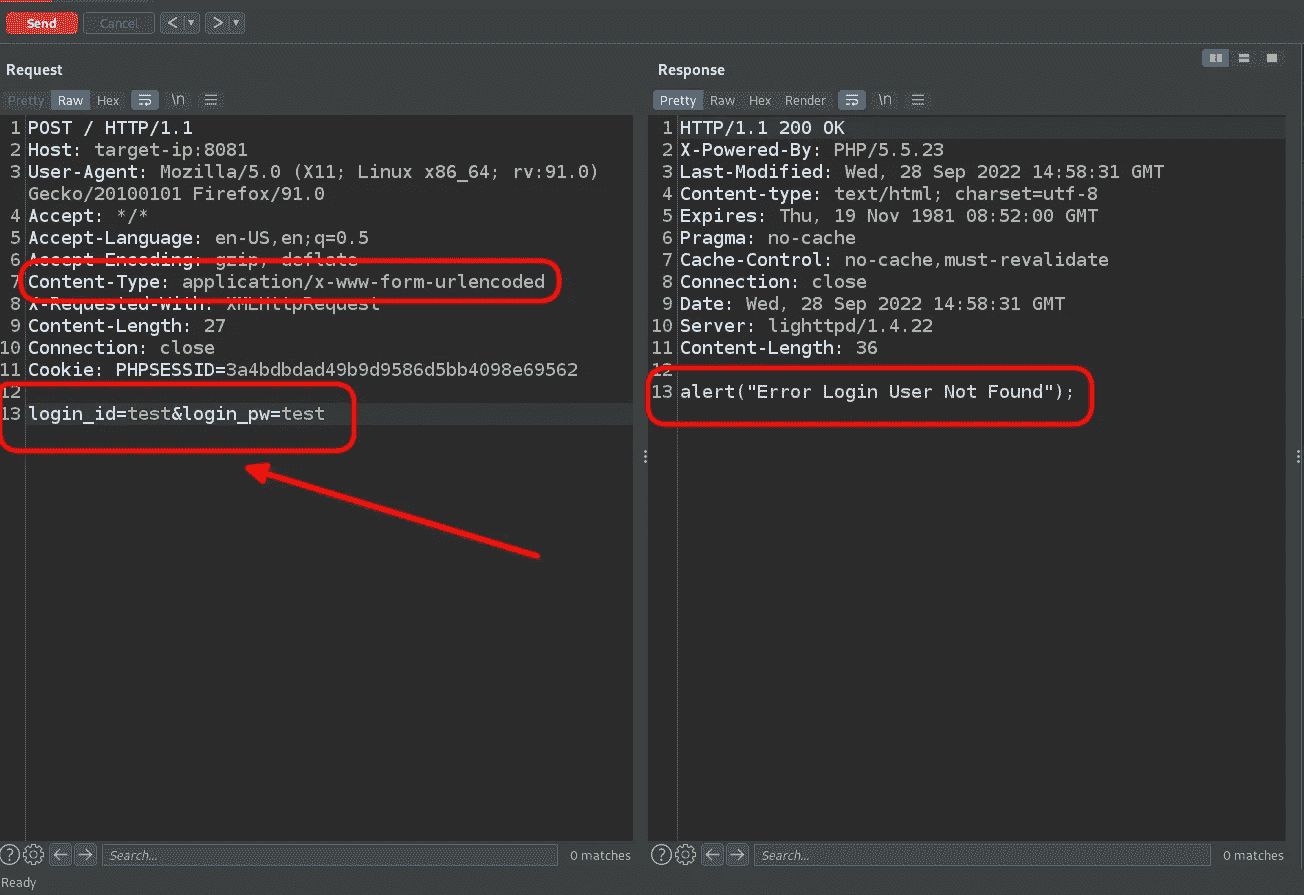 Send Cancel < ▾ > ▾
Request
Pretty Raw Hex \n
1 POST / HTTP/1.1
2 Host: target-ip:8081
3 User-Agent: Mozilla/5.0 (X11; Linux x86_64; rv:91.0)
Gecko/20100101 Firefox/91.0
4 Accept: */*
5 Accept-Language: en-US,en;q=0.5
6 Accept-Encoding: gzip, deflate
7 Content-Type: application/x-www-form-urlencoded
8 X-Requested-With: XMLHttpRequest
9 Content-Length: 27
10 Connection: close
11 Cookie: PHPSESSID=3a4bdbdad49b9d9586d5bb4098e69562
12
13 login_id=test&login_pw=test
? Search... 0 matches
Response
Pretty Raw Hex Render \n
1 HTTP/1.1 200 OK
2 X-Powered-By: PHP/5.5.23
3 Last-Modified: Wed, 28 Sep 2022 14:58:31 GMT
4 Content-type: text/html; charset=utf-8
5 Expires: Thu, 19 Nov 1981 08:52:00 GMT
6 Pragma: no-cache
7 Cache-Control: no-cache,must-revalidate
8 Connection: close
9 Date: Wed, 28 Sep 2022 14:58:31 GMT
10 Server: lighttpd/1.4.22
11 Content-Length: 36
12
13 alert("Error Login User Not Found");
? Search... 0 matches
Ready